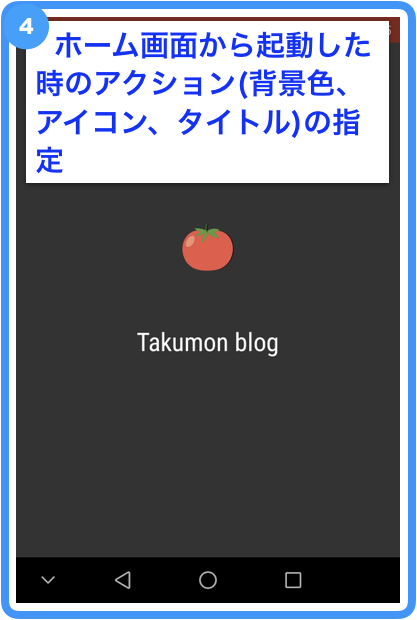 4
ホーム画面から起動した
時のアクション(背景色、
アイコン、タイトル)の指
定
Takumon blog